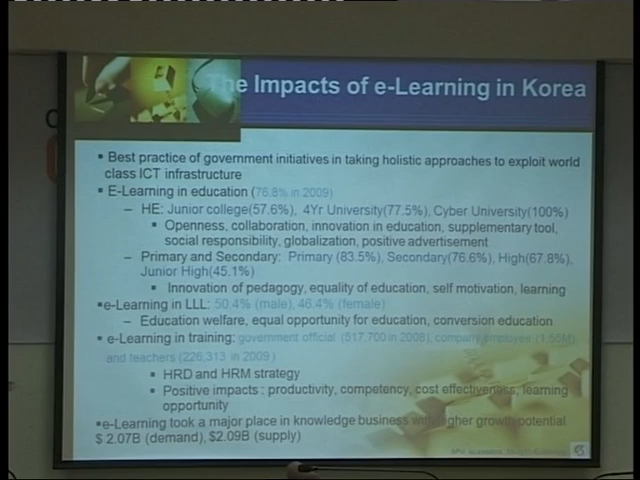 The Impacts of e-Learning in Korea
▪ Best practice of government initiatives in taking holistic approaches to exploit world
class ICT infrastructure
▪ E-Learning in education (76.8% in 2009)
– HE: Junior college(57.6%), 4Yr University(77.5%), Cyber University(100%)
▪ Openness, collaboration, innovation in education, supplementary tool,
social responsibility, globalization, positive advertisement
– Primary and Secondary: Primary (83.5%), Secondary(76.6%), High(67.8%),
Junior High(45.1%)
▪ Innovation of pedagogy, equality of education, self motivation, learning
▪e-Learning in LLL: 50.4% (male), 46.4% (female)
– Education welfare, equal opportunity for education, conversion education
▪ e-Learning in training: government official (517,700 in 2008), company employee (1.56M),
and teachers (226,313 in 2009)
▪ HRD and HRM strategy
▪ Positive impacts : productivity, competency, cost effectiveness, learning
opportunity
▪e-Learning took a major place in knowledge business with higher growth potential
$ 2.07B (demand), $2.09B (supply)